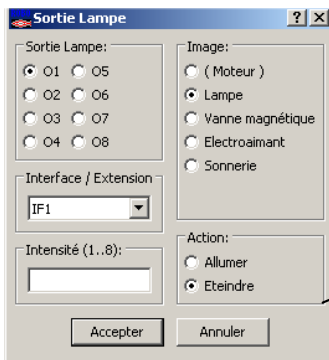 Sortie Lampe
Sortie Lampe:
O1 O5
O2 O6
O3 O7
O4 O8
Interface / Extension
IF1
Intensité (1..8):
Image:
( Moteur )
Lampe
Vanne magnétique
Electroaimant
Sonnerie
Action:
Allumer
Eteindre
Accepter
Annuler